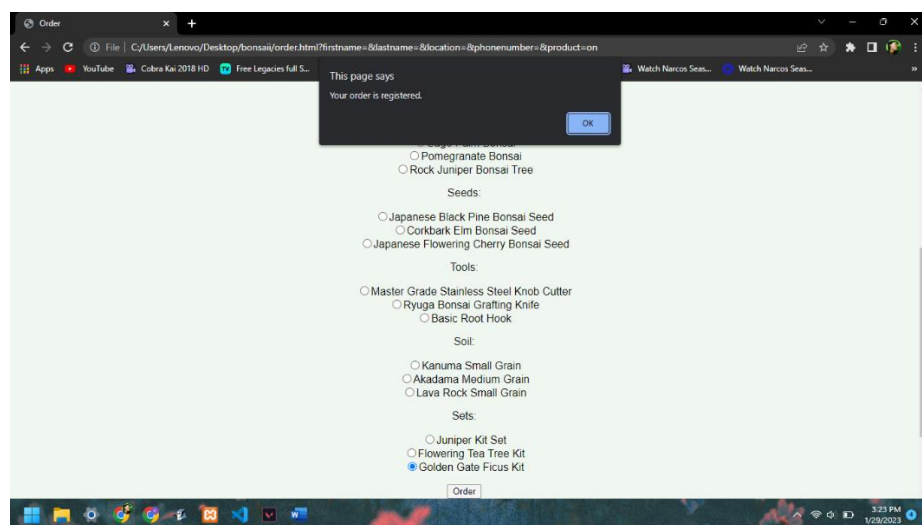 Order
File | C:/Users/Lenovo/Desktop/bonsaii/order.html?firstname=&lastname=&location=&phonenumber=&product=on
Apps YouTube Cobra Kai 2018 HD Free Legacies full S... Watch Narcos Seas... Watch Narcos Seas... »
This page says
Your order is registered.
OK
Pomegranate Bonsai
Rock Juniper Bonsai Tree
Seeds:
Japanese Black Pine Bonsai Seed
Corkbark Elm Bonsai Seed
Japanese Flowering Cherry Bonsai Seed
Tools:
Master Grade Stainless Steel Knob Cutter
Ryuga Bonsai Grafting Knife
Basic Root Hook
Soil:
Kanuma Small Grain
Akadama Medium Grain
Lava Rock Small Grain
Sets:
Juniper Kit Set
Flowering Tea Tree Kit
Golden Gate Ficus Kit
Order
3:23 PM
1/29/2023